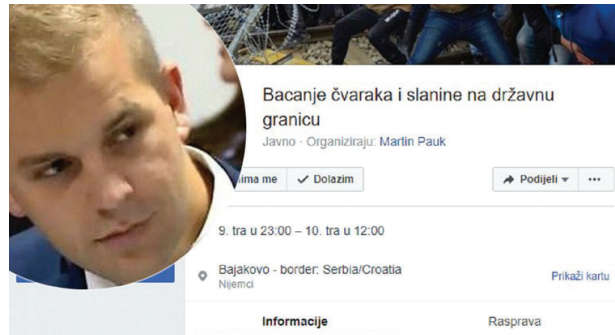 Bacanje čvaraka i slanine na državnu
granicu
Javno · Organiziraju: Martin Pauk
me
✓ Dolazim
Podijeli
9. tra u 23:00 – 10. tra u 12:00
Bajakovo - border: Serbia/Croatia
Nijemci
Prikaži kartu
Informacije
Rasprava